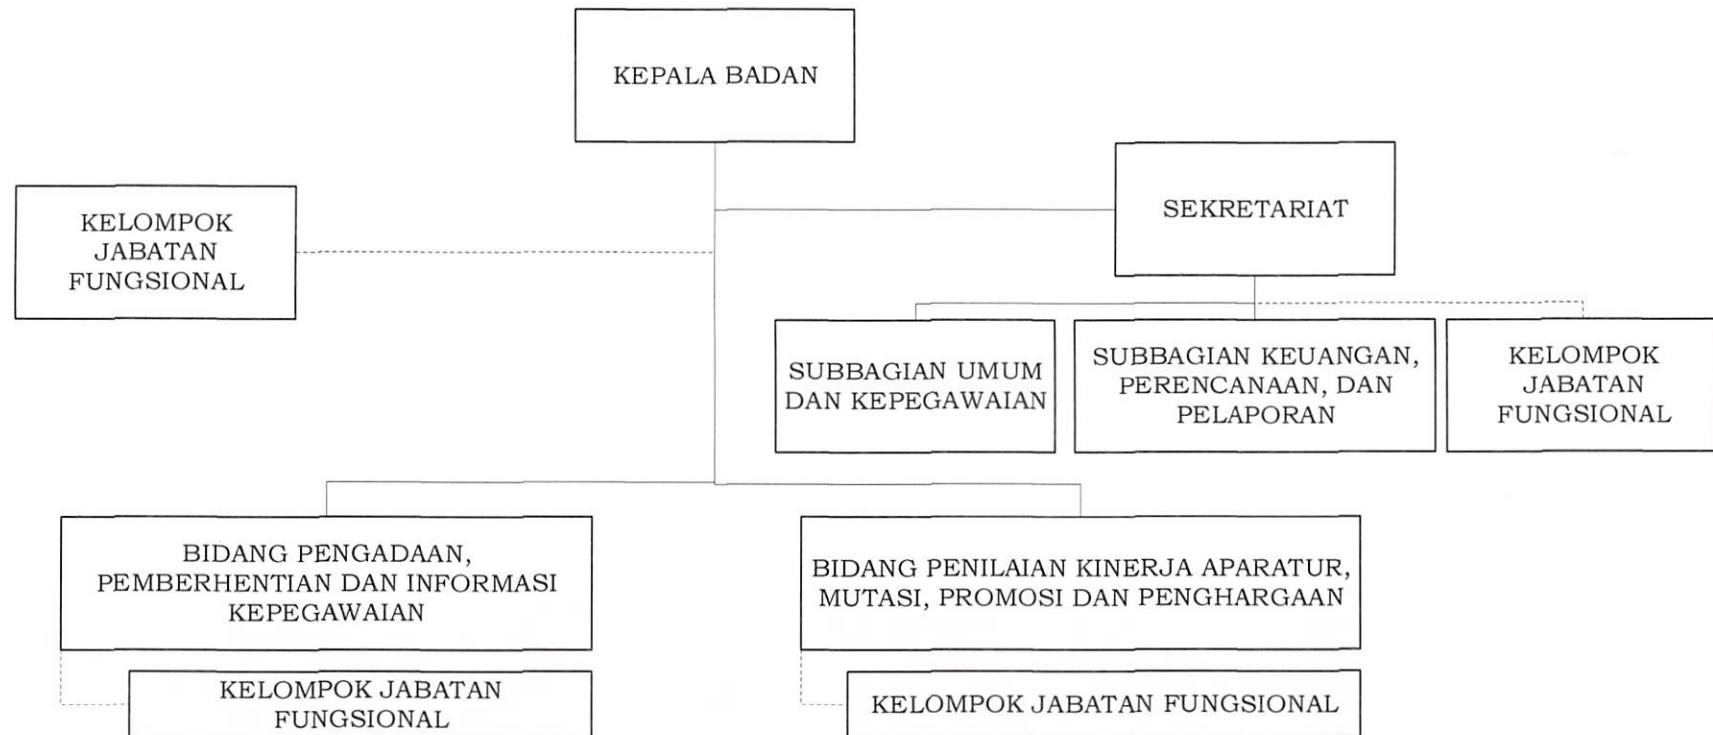 KEPALA BADAN
SEKRETARIAT
KELOMPOK
JABATAN
FUNGSIONAL
SUBBAGIAN UMUM
DAN KEPEGAWAIAN
SUBBAGIAN KEUANGAN,
PERENCANAAN, DAN
PELAPORAN
KELOMPOK
JABATAN
FUNGSIONAL
BIDANG PENGADAAN,
PEMBERHENTIAN DAN INFORMASI
KEPEGAWAIAN
BIDANG PENILAIAN KINERJA APARATUR,
MUTASI, PROMOSI DAN PENGHARGAAN
KELOMPOK JABATAN
FUNGSIONAL
KELOMPOK JABATAN FUNGSIONAL